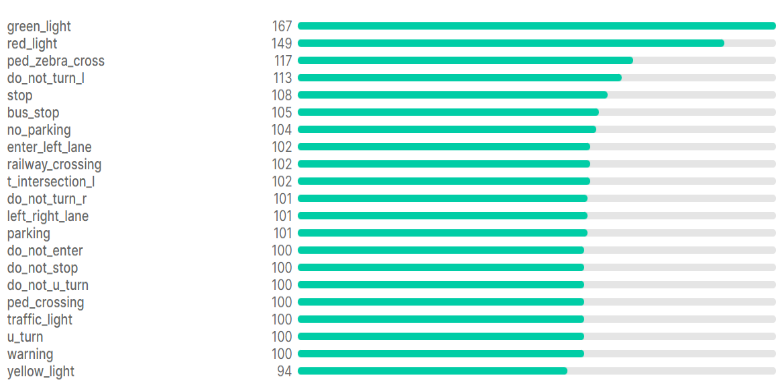 green_light 167
red_light 149
ped_zebra_cross 117
do_not_turn_l 113
stop 108
bus_stop 105
no_parking 104
enter_left_lane 102
railway_crossing 102
t_intersection_l 102
do_not_turn_r 101
left_right_lane 101
parking 101
do_not_enter 100
do_not_stop 100
do_not_u_turn 100
ped_crossing 100
traffic_light 100
u_turn 100
warning 100
yellow_light 94